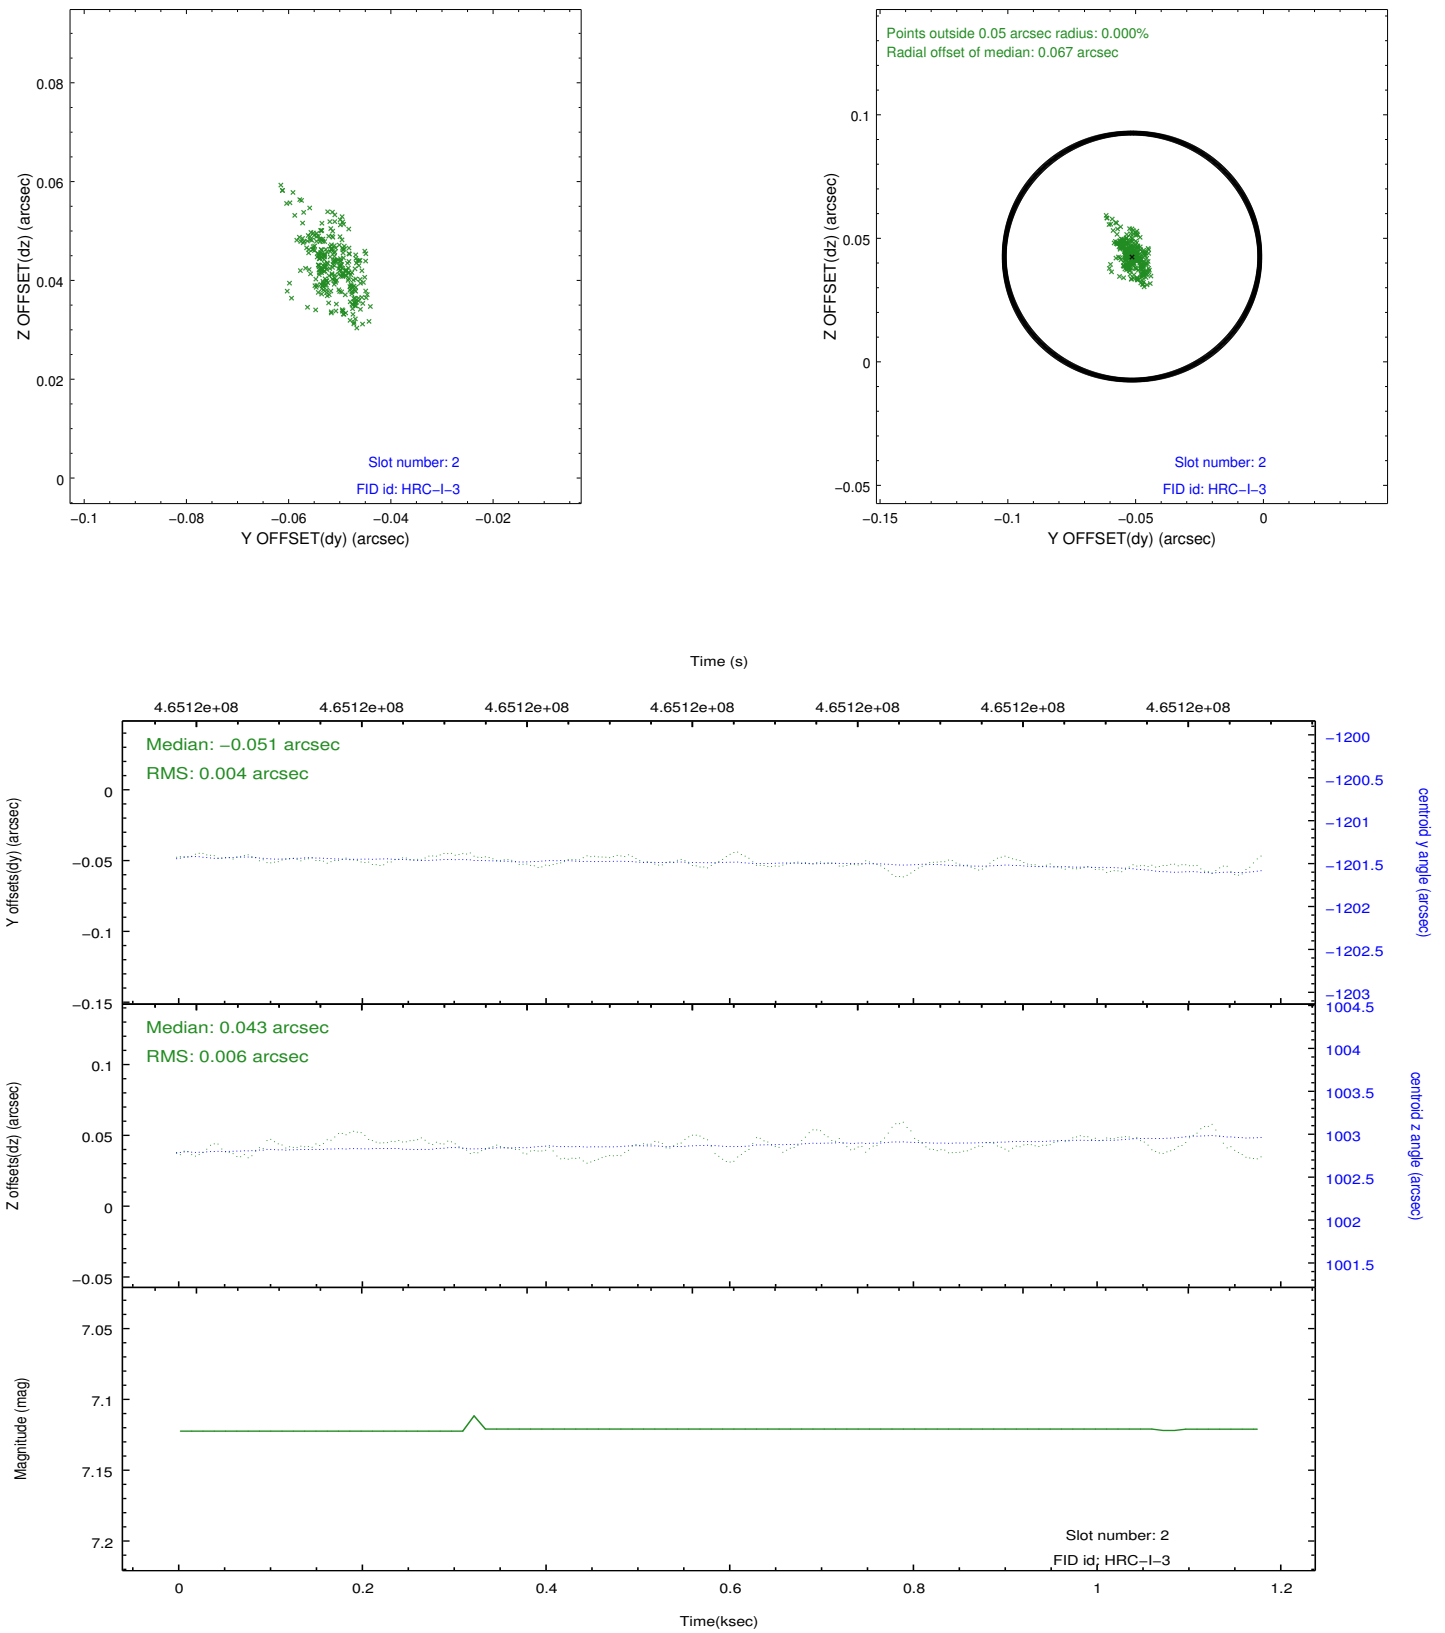 0.08
0.06
0.04
0.02
0
Z OFFSET(dz) (arcsec)
Slot number: 2
FID id: HRC−I−3
−0.1
−0.08
−0.06
−0.04
−0.02
Y OFFSET(dy) (arcsec)
Points outside 0.05 arcsec radius: 0.000%
Radial offset of median: 0.067 arcsec
0.1
0.05
0
−0.05
Z OFFSET(dz) (arcsec)
Slot number: 2
FID id: HRC−I−3
−0.15
−0.1
−0.05
0
Y OFFSET(dy) (arcsec)
Time (s)
4.6512e+08
4.6512e+08
4.6512e+08
4.6512e+08
4.6512e+08
4.6512e+08
4.6512e+08
Median: −0.051 arcsec
RMS: 0.004 arcsec
0
−0.05
−0.1
−0.15
Y offsets(dy) (arcsec)
−1200
−1200.5
−1201
−1201.5
−1202
−1202.5
−1203
centroid y angle (arcsec)
Median: 0.043 arcsec
RMS: 0.006 arcsec
0.1
0.05
0
−0.05
Z offsets(dz) (arcsec)
1004.5
1004
1003.5
1003
1002.5
1002
1001.5
centroid z angle (arcsec)
7.05
7.1
7.15
7.2
Magnitude (mag)
Slot number: 2
FID id: HRC−I−3
0
0.2
0.4
0.6
0.8
1
1.2
Time(ksec)